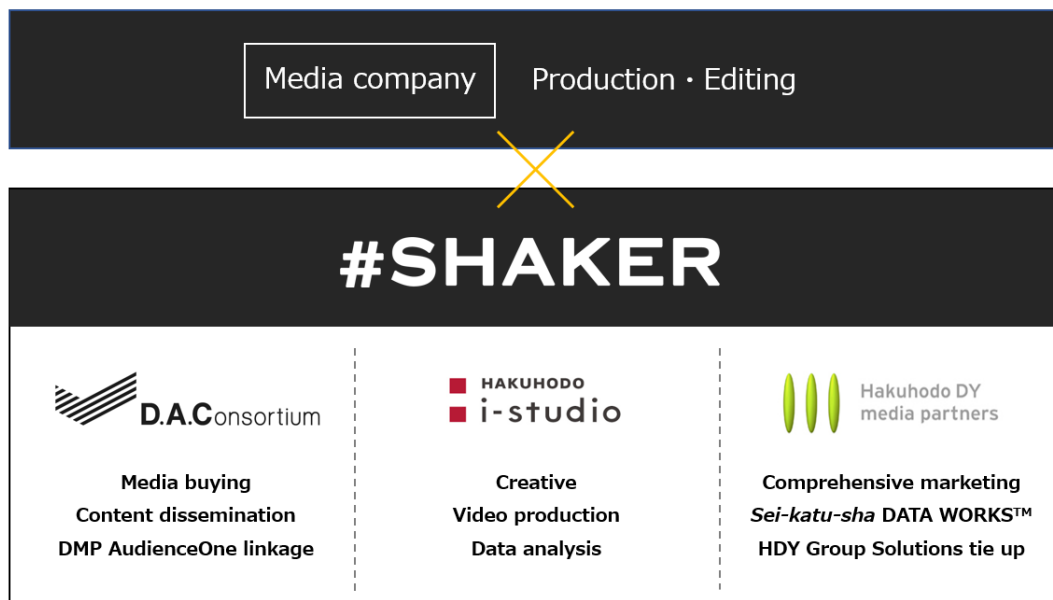 Media company
Production・Editing
#SHAKER
D.A.Consortium
HAKUHODO
i-studio
Hakuhodo DY
media partners
Media buying
Content dissemination
DMP AudienceOne linkage
Creative
Video production
Data analysis
Comprehensive marketing
Sei-katu-sha DATA WORKS™
HDY Group Solutions tie up